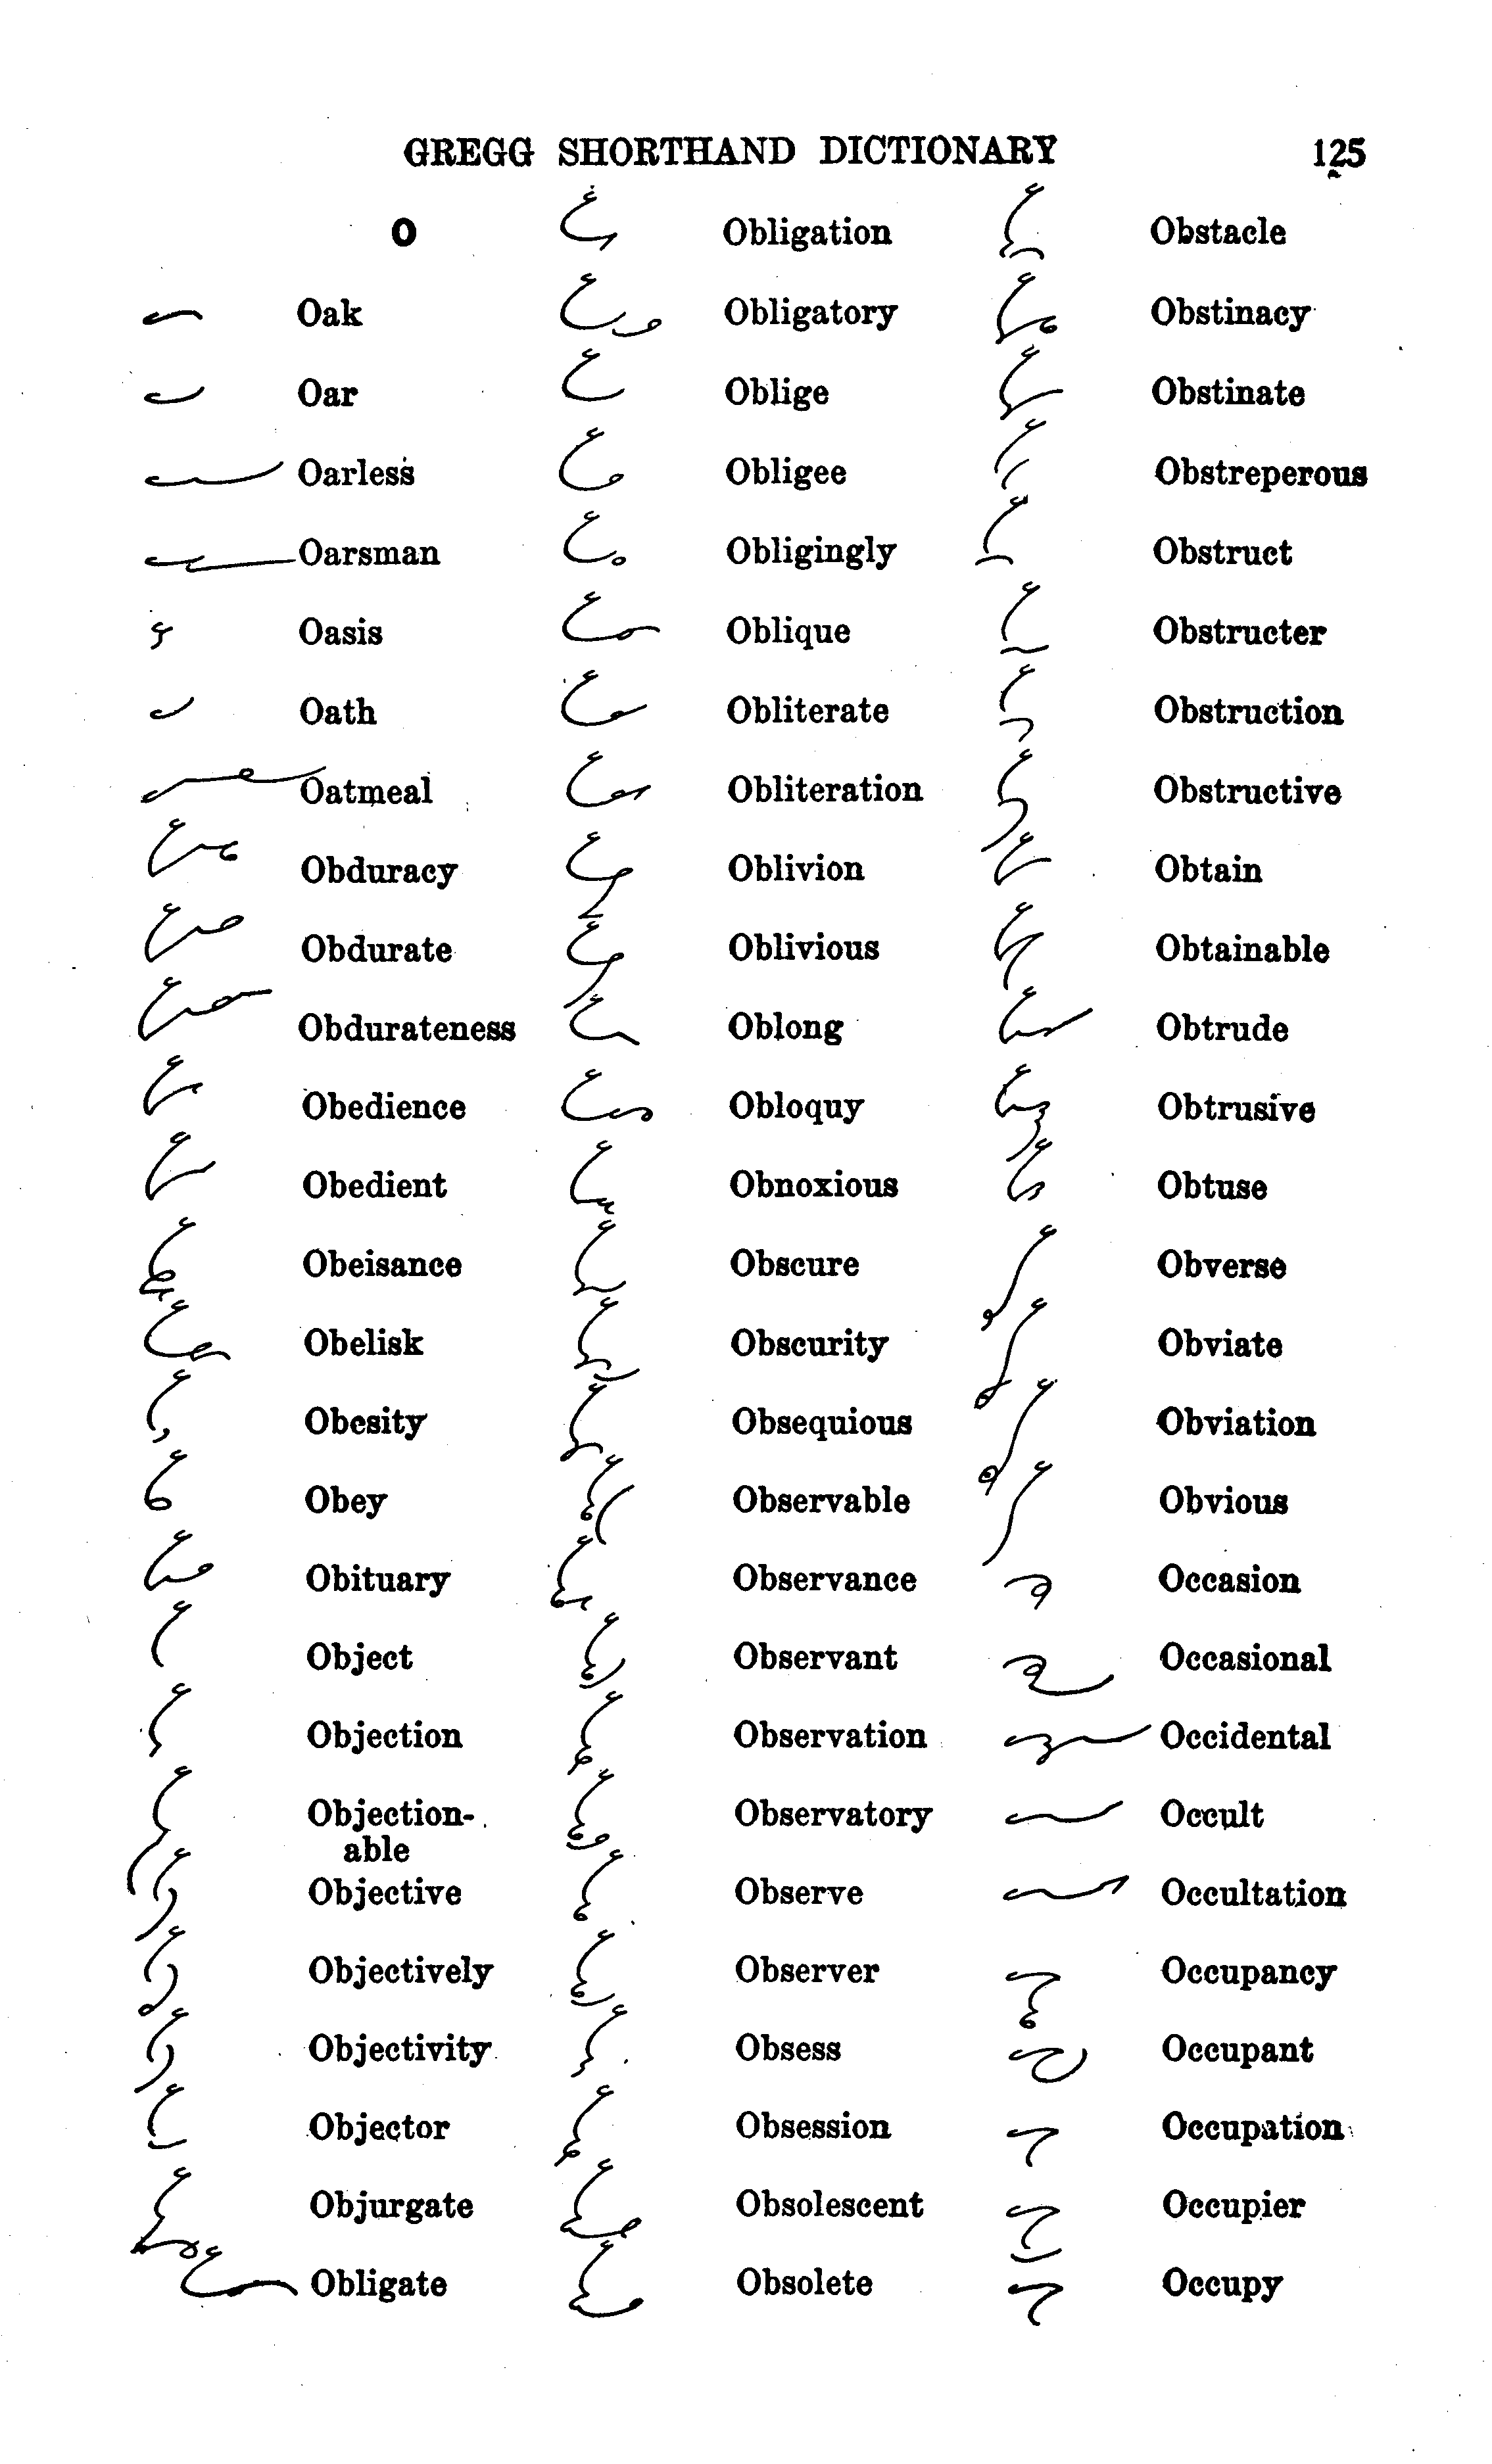 GREGG SHORTHAND DICTIONARY 125
O
Oak
Oar
Oarless
Oarsman
Oasis
Oath
Oatmeal
Obduracy
Obdurate
Obdurateness
Obedience
Obedient
Obeisance
Obelisk
Obesity
Obey
Obituary
Object
Objection
Objection-
able
Objective
Objectively
Objectivity
Objector
Objurgate
Obligate
Obligation
Obligatory
Oblige
Obligee
Obligingly
Oblique
Obliterate
Obliteration
Oblivion
Oblivious
Oblong
Obloquy
Obnoxious
Obscure
Obscurity
Obsequious
Observable
Observance
Observant
Observation
Observatory
Observe
Observer
Obsess
Obsession
Obsolescent
Obsolete
Obstacle
Obstinacy
Obstinate
Obstreperous
Obstruct
Obstructer
Obstruction
Obstructive
Obtain
Obtainable
Obtrude
Obtrusive
Obtuse
Obverse
Obviate
Obviation
Obvious
Occasion
Occasional
Occidental
Occult
Occultation
Occupancy
Occupant
Occupation
Occupier
Occupy